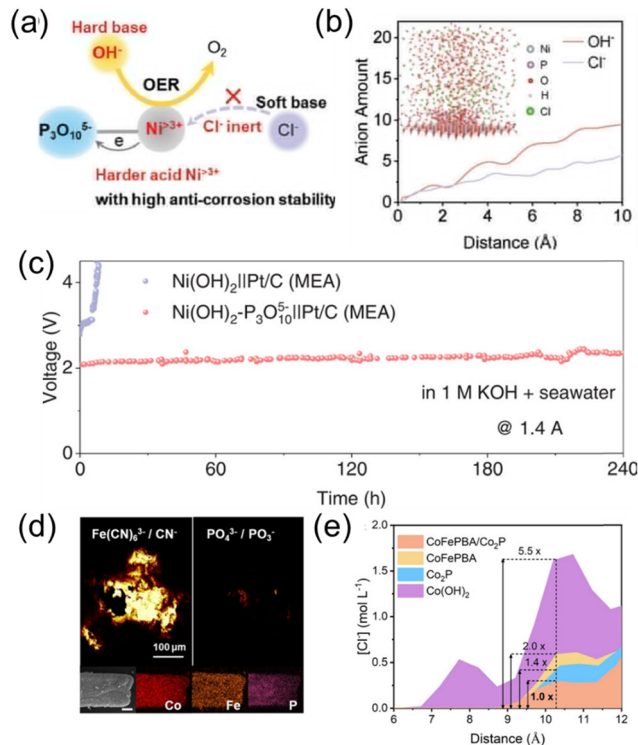 (a)
Hard base
OH⁻
O₂
OER
Soft base
P₃O₁₀⁵⁻
e
Ni>³⁺
Cl⁻ inert
Cl⁻
Harder acid Ni>³⁺
with high anti-corrosion stability
(b)
Anion Amount
20
15
10
5
0
0 2 4 6 8 10
Distance (Å)
Ni
P
O
H
Cl
OH⁻
Cl⁻
(c)
Voltage (V)
4
2
0
Ni(OH)₂||Pt/C (MEA)
Ni(OH)₂-P₃O₁₀⁵⁻||Pt/C (MEA)
in 1 M KOH + seawater
@ 1.4 A
0 60 120 180 240
Time (h)
(d)
Fe(CN)₆³⁻ / CN⁻
PO₄³⁻ / PO₃⁻
100 µm
Co
Fe
P
(e)
[Cl⁻] (mol L⁻¹)
2.0
1.5
1.0
0.5
0.0
CoFePBA/Co₂P
CoFePBA
Co₂P
Co(OH)₂
5.5 x
2.0 x
1.4 x
1.0 x
6 7 8 9 10 11 12
Distance (Å)